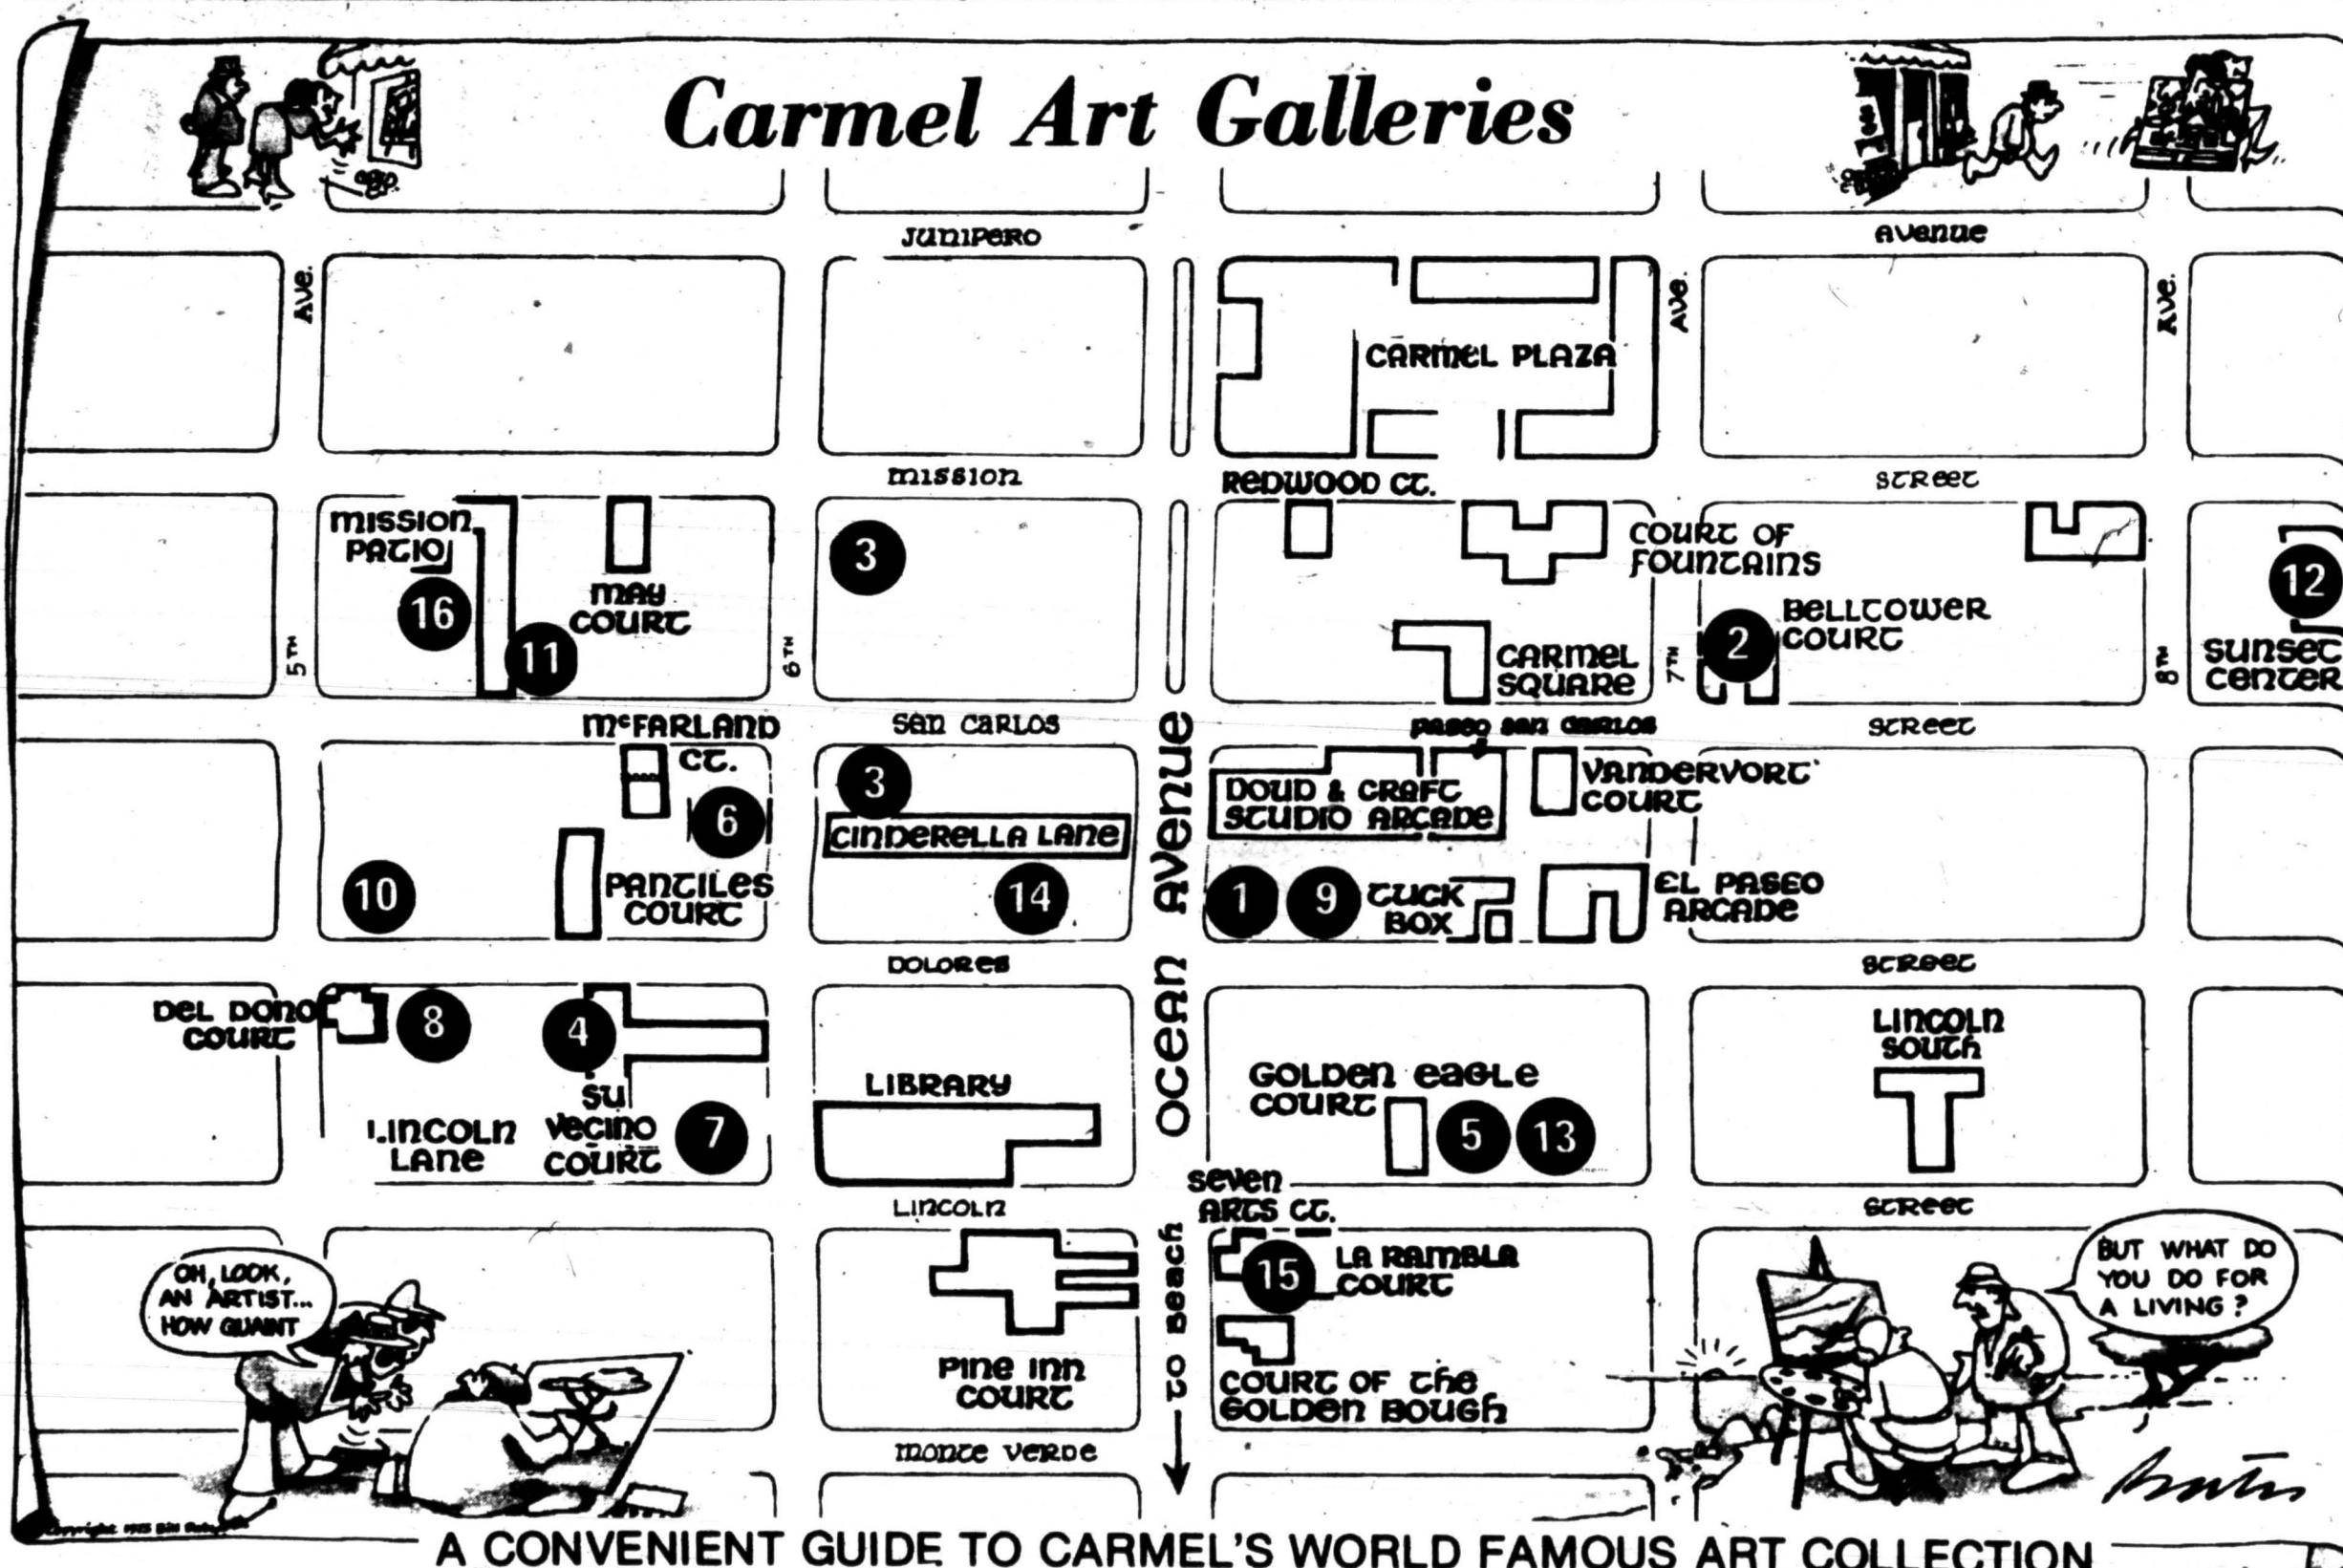 Carmel Art Galleries
JUNIPERO
AVENUE
AVE.
AVE.
AVE.
CARMEL PLAZA
MISSION
STREET
REDWOOD CT.
MISSION
PATIO
16
11
MAY
COURT
3
COURT OF
FOUNTAINS
CARMEL
SQUARE
2
BELLTOWER
COURT
12
SUNSET
CENTER
5TH
6TH
7TH
8TH
McFARLAND
CT.
SAN CARLOS
STREET
PASEO SAN CARLOS
6
10
PANTILES
COURT
3
CINDERELLA LANE
14
OCEAN AVENUE
DOUD & CRAFT
STUDIO ARCADE
VANDERVORT
COURT
1
9
TUCK
BOX
EL PASEO
ARCADE
DOLORES
STREET
DEL DONO
COURT
8
4
SU
VECINO
COURT
LINCOLN
LANE
7
LIBRARY
GOLDEN EAGLE
COURT
5
13
LINCOLN
SOUTH
SEVEN
ARTS CT.
LINCOLN
STREET
15
LA RAMBLA
COURT
TO BEACH
PINE INN
COURT
COURT OF THE
GOLDEN BOUGH
MONTE VERDE
OH, LOOK,
AN ARTIST...
HOW QUAINT
BUT WHAT DO
YOU DO FOR
A LIVING?
Copyright 1975 Bill
A CONVENIENT GUIDE TO CARMEL'S WORLD FAMOUS ART COLLECTION